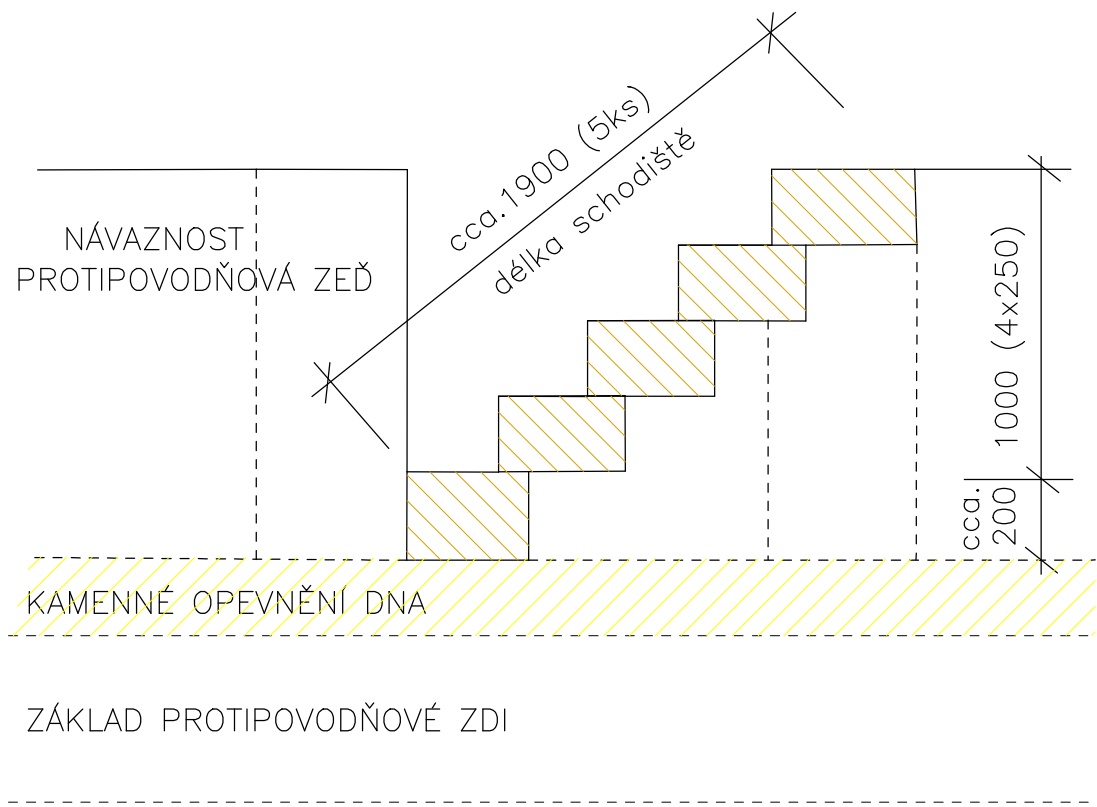 cca.1900 (5ks)
délka schodiště
NÁVAZNOST
PROTIPOVODŇOVÁ ZEĎ
1000 (4x250)
cca.
200
KAMENNÉ OPEVNĚNÍ DNA
ZÁKLAD PROTIPOVODŇOVÉ ZDI